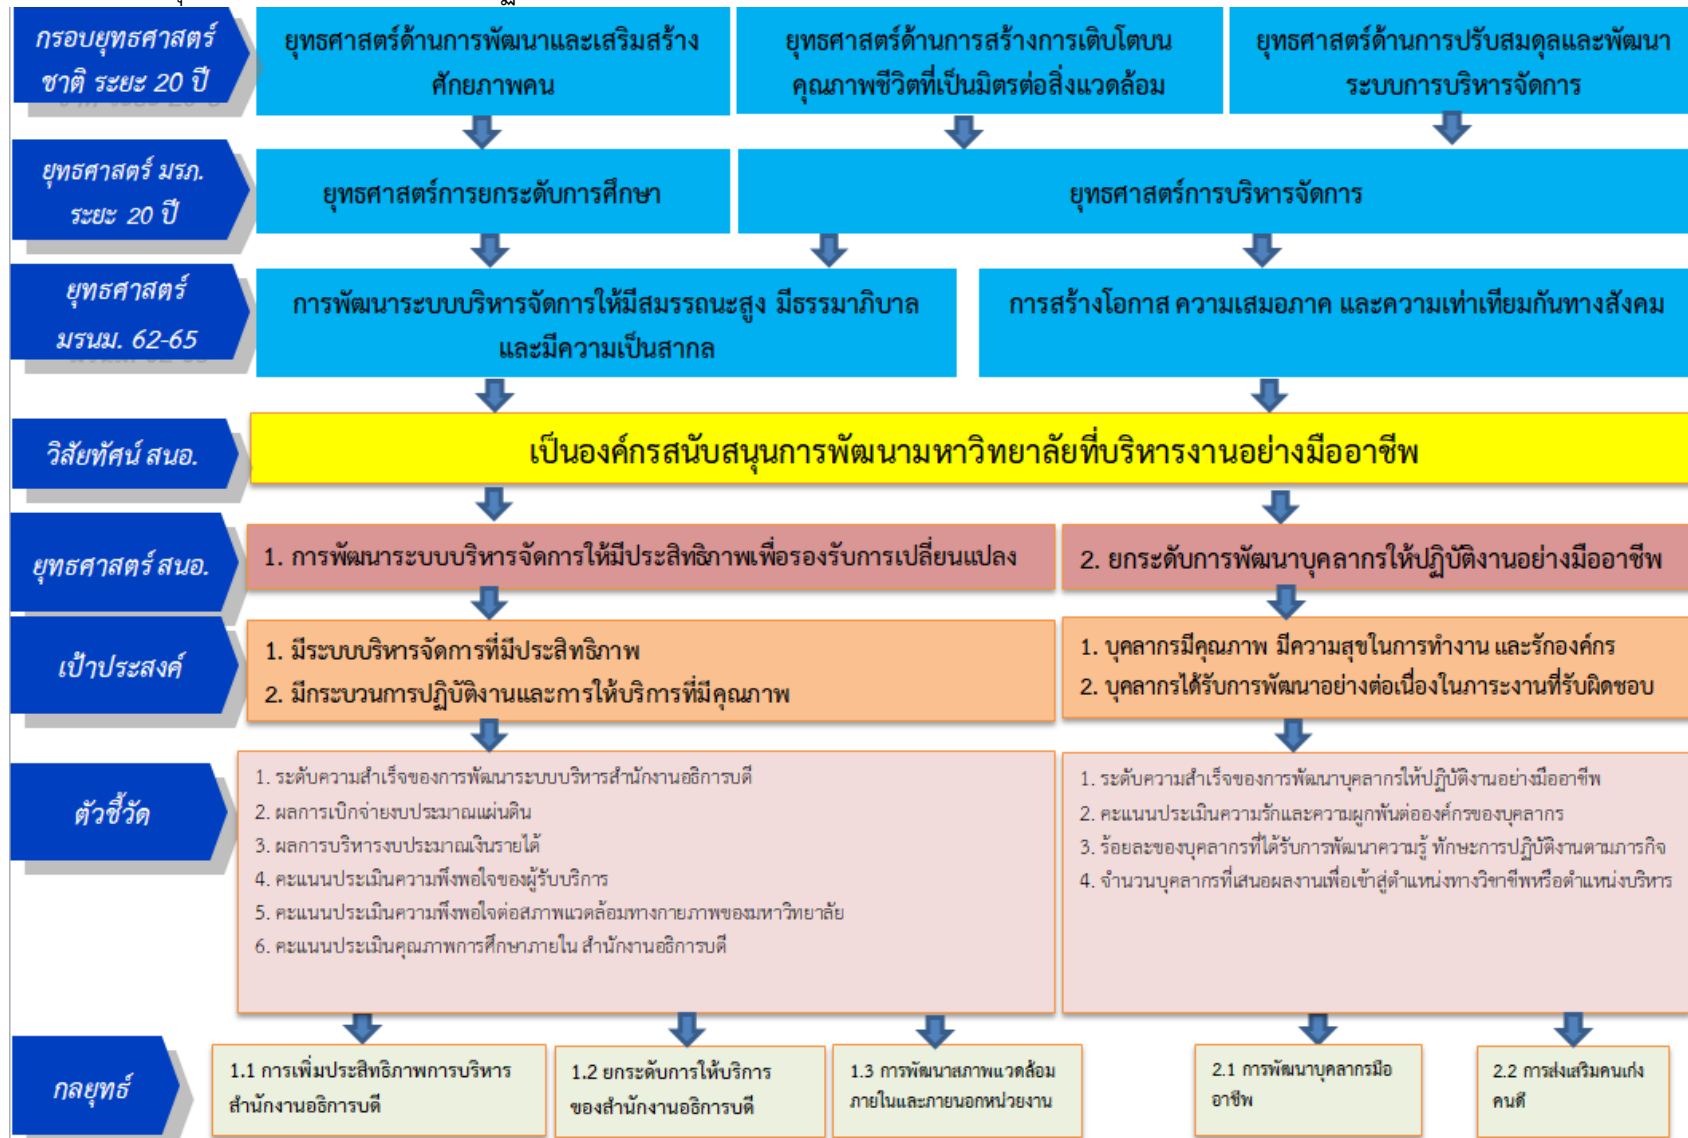 กรอบยุทธศาสตร์
ชาติ ระยะ 20 ปี
ยุทธศาสตร์ด้านการพัฒนาและเสริมสร้าง
ศักยภาพคน
ยุทธศาสตร์ด้านการสร้างการเติบโตบน
คุณภาพชีวิตที่เป็นมิตรต่อสิ่งแวดล้อม
ยุทธศาสตร์ด้านการปรับสมดุลและพัฒนา
ระบบการบริหารจัดการ
ยุทธศาสตร์ มรภ.
ระยะ 20 ปี
ยุทธศาสตร์การยกระดับการศึกษา
ยุทธศาสตร์การบริหารจัดการ
ยุทธศาสตร์
มรนม. 62-65
การพัฒนาระบบบริหารจัดการให้มีสมรรถนะสูง มีธรรมาภิบาล
และมีความเป็นสากล
การสร้างโอกาส ความเสมอภาค และความเท่าเทียมกันทางสังคม
วิสัยทัศน์ สนอ.
เป็นองค์กรสนับสนุนการพัฒนามหาวิทยาลัยที่บริหารงานอย่างมืออาชีพ
ยุทธศาสตร์ สนอ.
1. การพัฒนาระบบบริหารจัดการให้มีประสิทธิภาพเพื่อรองรับการเปลี่ยนแปลง
2. ยกระดับการพัฒนาบุคลากรให้ปฏิบัติงานอย่างมืออาชีพ
เป้าประสงค์
1. มีระบบบริหารจัดการที่มีประสิทธิภาพ
2. มีกระบวนการปฏิบัติงานและการให้บริการที่มีคุณภาพ
1. บุคลากรมีคุณภาพ มีความสุขในการทำงาน และรักองค์กร
2. บุคลากรได้รับการพัฒนาอย่างต่อเนื่องในภาระงานที่รับผิดชอบ
ตัวชี้วัด
1. ระดับความสำเร็จของการพัฒนาระบบบริหารสำนักงานอธิการบดี
2. ผลการเบิกจ่ายงบประมาณแผ่นดิน
3. ผลการบริหารงบประมาณเงินรายได้
4. คะแนนประเมินความพึงพอใจของผู้รับบริการ
5. คะแนนประเมินความพึงพอใจต่อสภาพแวดล้อมทางกายภาพของมหาวิทยาลัย
6. คะแนนประเมินคุณภาพการศึกษาภายใน สำนักงานอธิการบดี
1. ระดับความสำเร็จของการพัฒนาบุคลากรให้ปฏิบัติงานอย่างมืออาชีพ
2. คะแนนประเมินความรักและความผูกพันต่อองค์กรของบุคลากร
3. ร้อยละของบุคลากรที่ได้รับการพัฒนาความรู้ ทักษะการปฏิบัติงานตามภารกิจ
4. จำนวนบุคลากรที่เสนอผลงานเพื่อเข้าสู่ตำแหน่งทางวิชาชีพหรือตำแหน่งบริหาร
กลยุทธ์
1.1 การเพิ่มประสิทธิภาพการบริหาร
สำนักงานอธิการบดี
1.2 ยกระดับการให้บริการ
ของสำนักงานอธิการบดี
1.3 การพัฒนาสภาพแวดล้อม
ภายในและภายนอกหน่วยงาน
2.1 การพัฒนาบุคลากรมือ
อาชีพ
2.2 การส่งเสริมคนเก่ง
คนดี